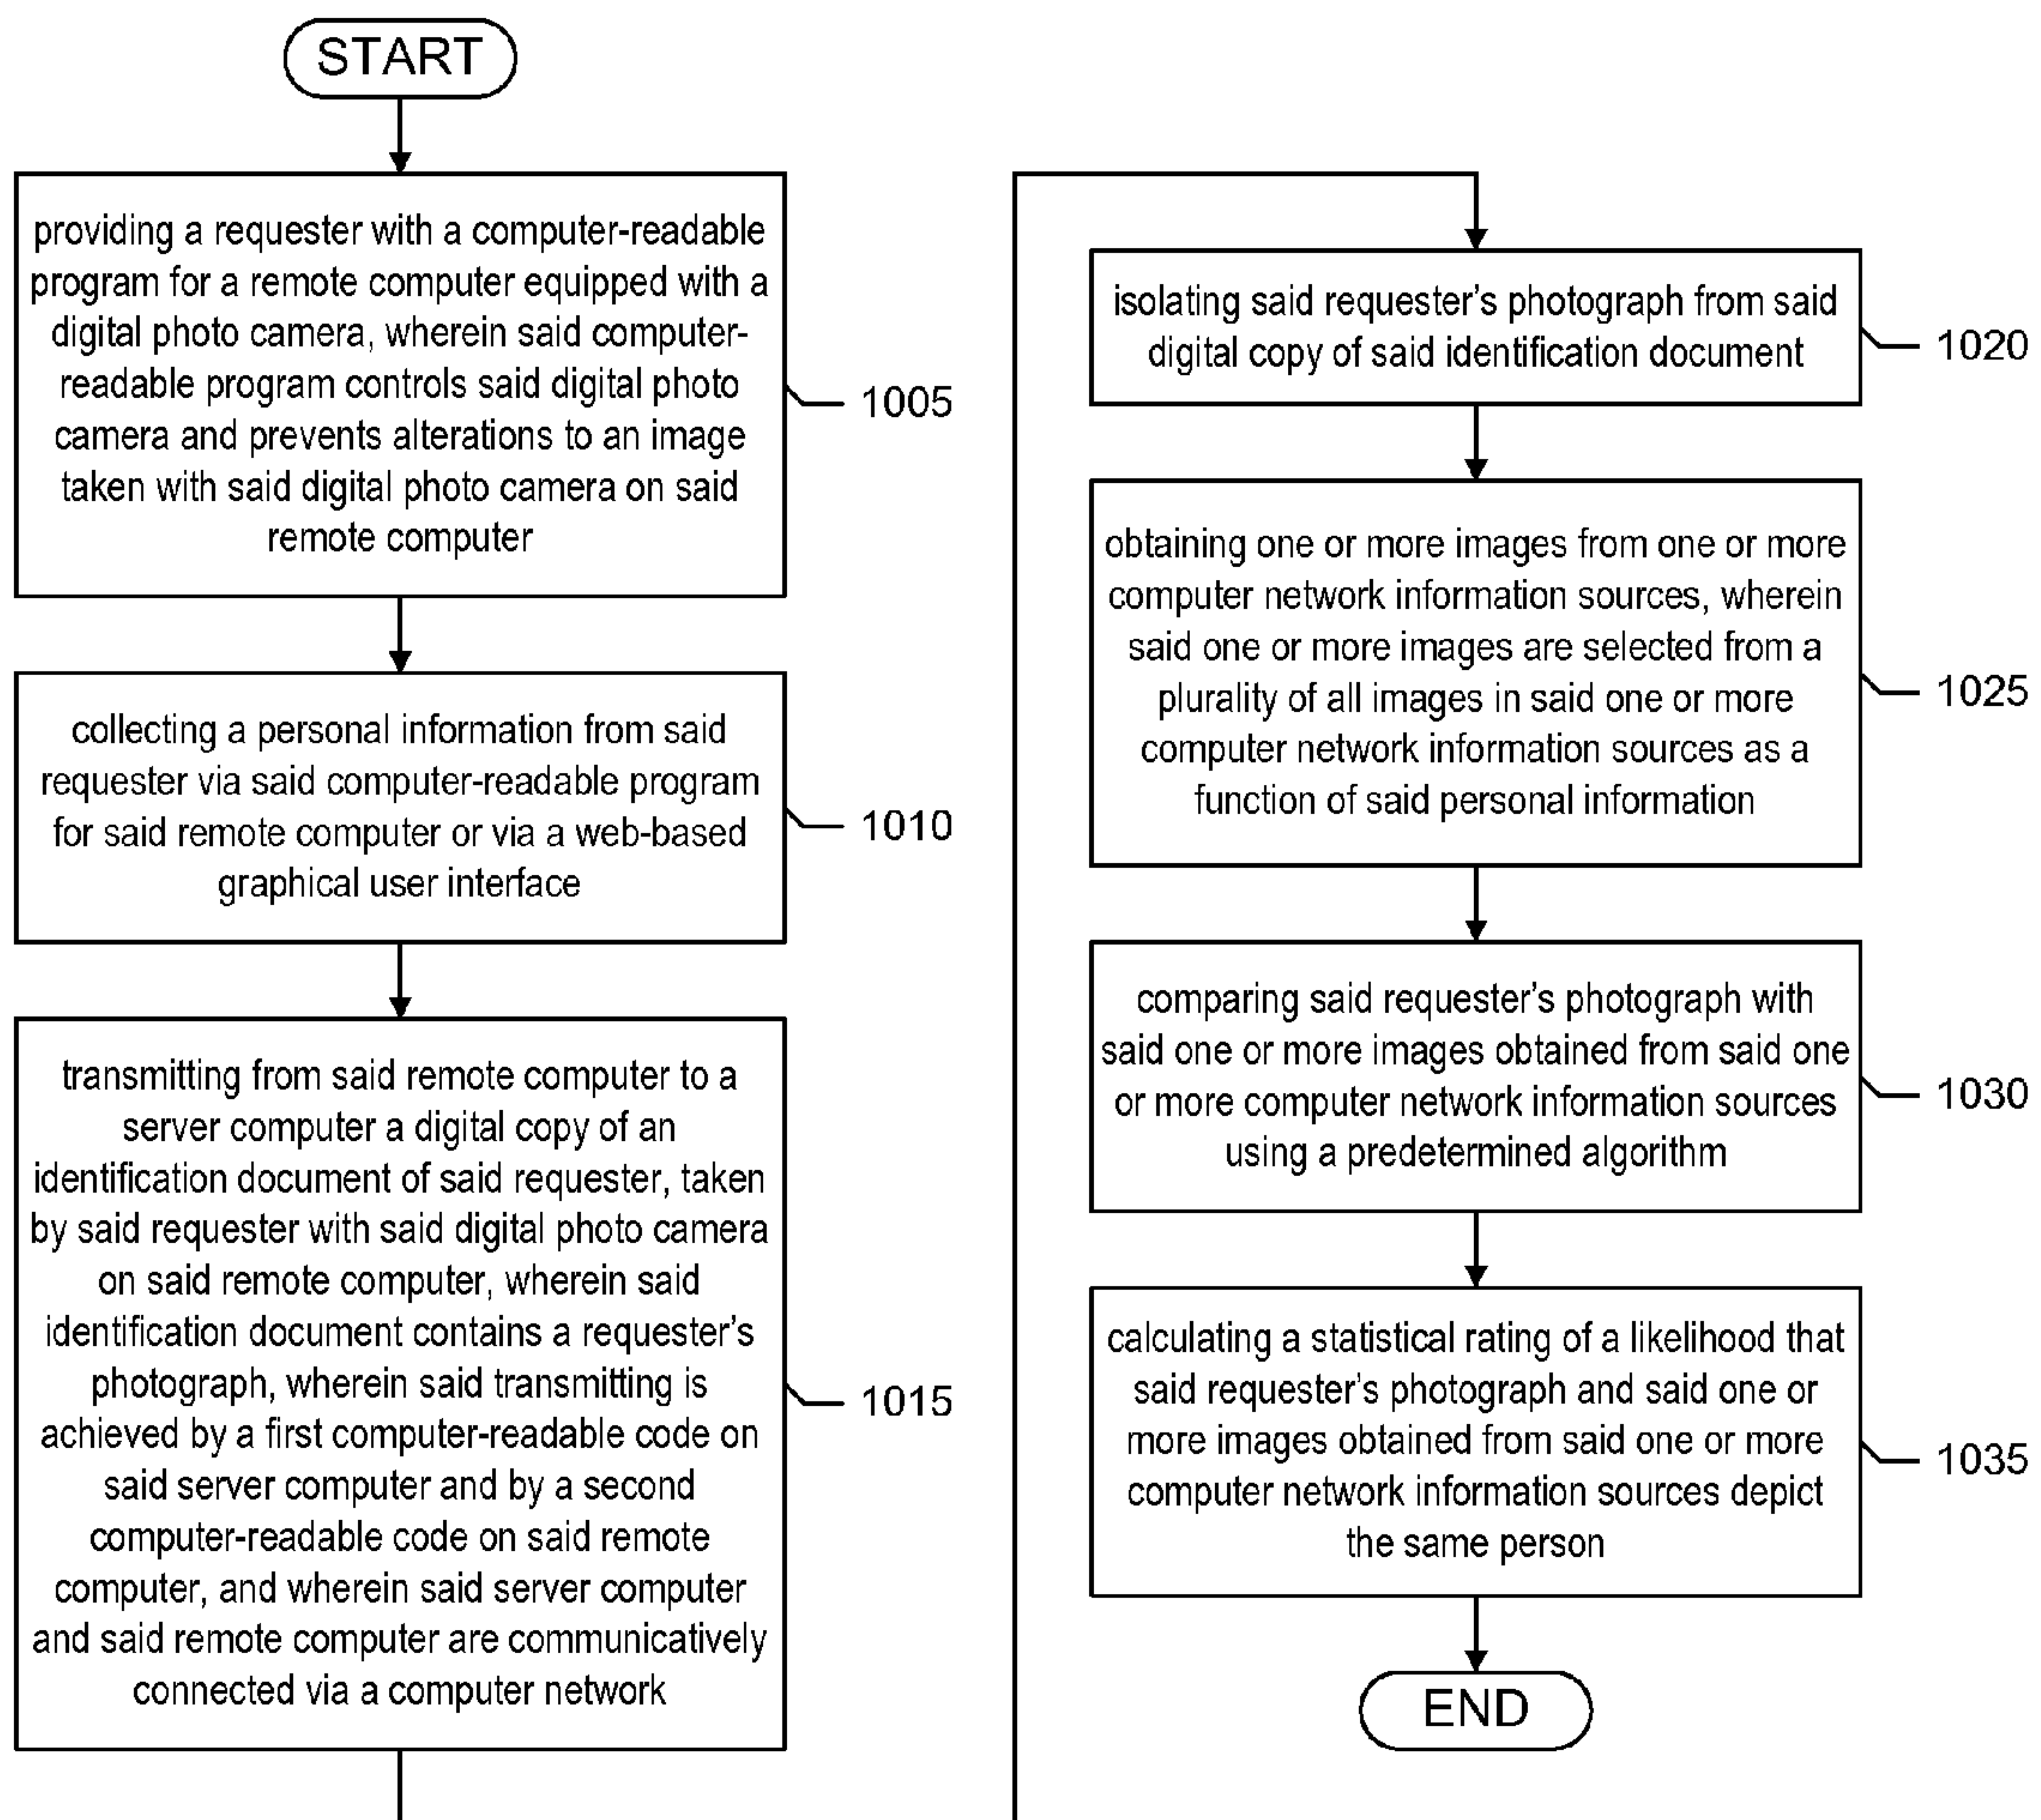 START
providing a requester with a computer-readable
program for a remote computer equipped with a
digital photo camera, wherein said computer-
readable program controls said digital photo
camera and prevents alterations to an image
taken with said digital photo camera on said
remote computer
1005
collecting a personal information from said
requester via said computer-readable program
for said remote computer or via a web-based
graphical user interface
1010
transmitting from said remote computer to a
server computer a digital copy of an
identification document of said requester, taken
by said requester with said digital photo camera
on said remote computer, wherein said
identification document contains a requester's
photograph, wherein said transmitting is
achieved by a first computer-readable code on
said server computer and by a second
computer-readable code on said remote
computer, and wherein said server computer
and said remote computer are communicatively
connected via a computer network
1015
isolating said requester's photograph from said
digital copy of said identification document
1020
obtaining one or more images from one or more
computer network information sources, wherein
said one or more images are selected from a
plurality of all images in said one or more
computer network information sources as a
function of said personal information
1025
comparing said requester's photograph with
said one or more images obtained from said one
or more computer network information sources
using a predetermined algorithm
1030
calculating a statistical rating of a likelihood that
said requester's photograph and said one or
more images obtained from said one or more
computer network information sources depict
the same person
1035
END